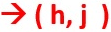 → ( h, j )